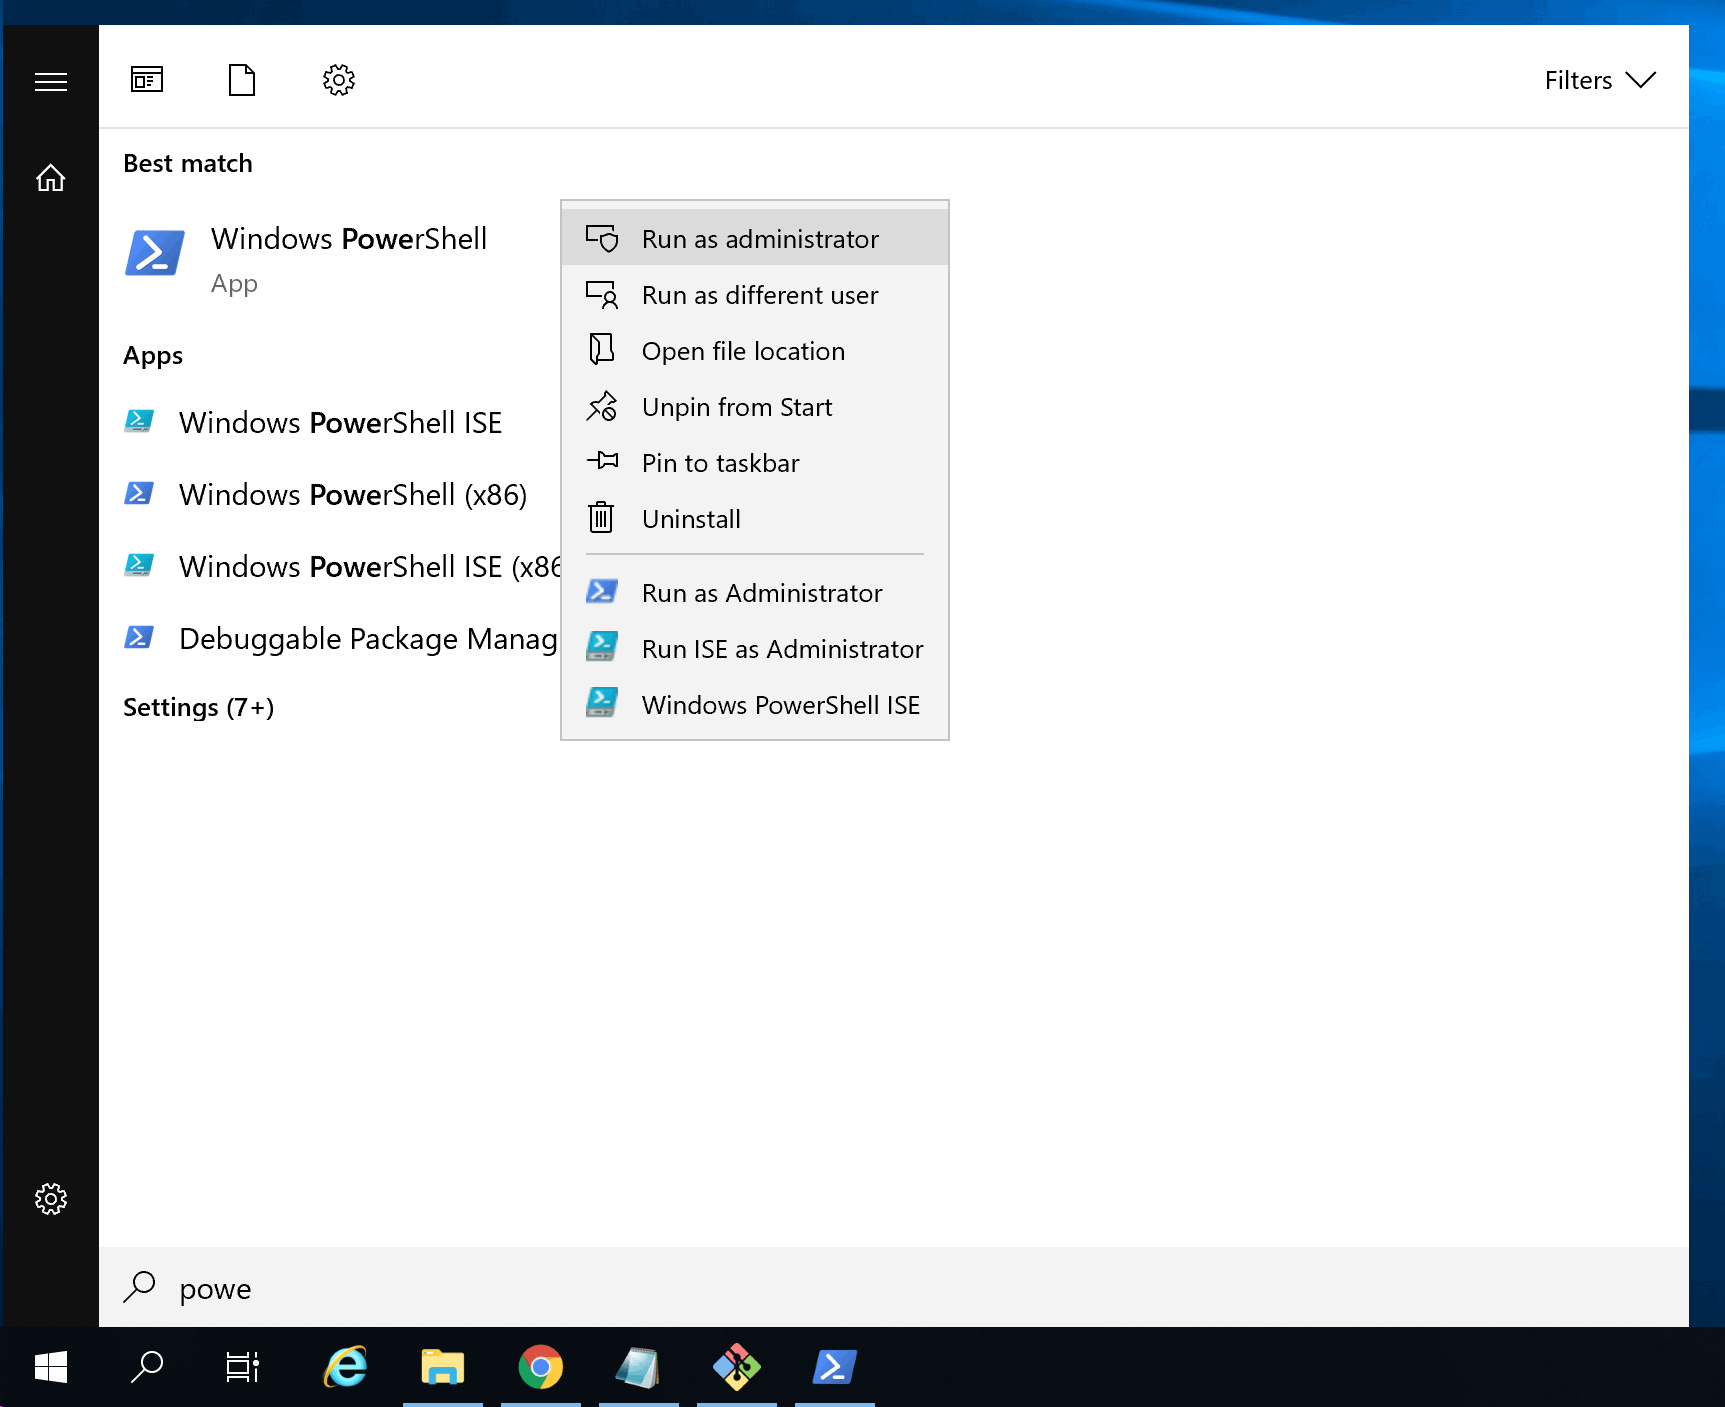 Filters
Best match
Windows PowerShell
App
Apps
Windows PowerShell ISE
Windows PowerShell (x86)
Windows PowerShell ISE (x86
Debuggable Package Manag
Settings (7+)
Run as administrator
Run as different user
Open file location
Unpin from Start
Pin to taskbar
Uninstall
Run as Administrator
Run ISE as Administrator
Windows PowerShell ISE
powe